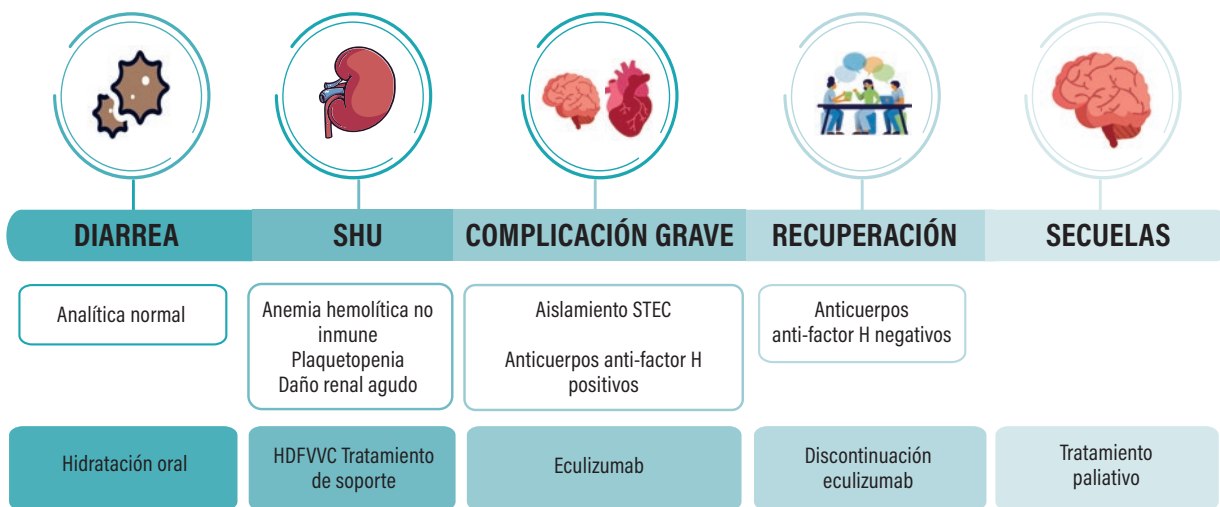 DIARREA
SHU
COMPLICACIÓN GRAVE
RECUPERACIÓN
SECUELAS
Analítica normal
Anemia hemolítica no
inmune
Plaquetopenia
Daño renal agudo
Aislamiento STEC
Anticuerpos anti-factor H
positivos
Anticuerpos
anti-factor H negativos
Hidratación oral
HDFVVC Tratamiento
de soporte
Eculizumab
Discontinuación
eculizumab
Tratamiento
paliativo